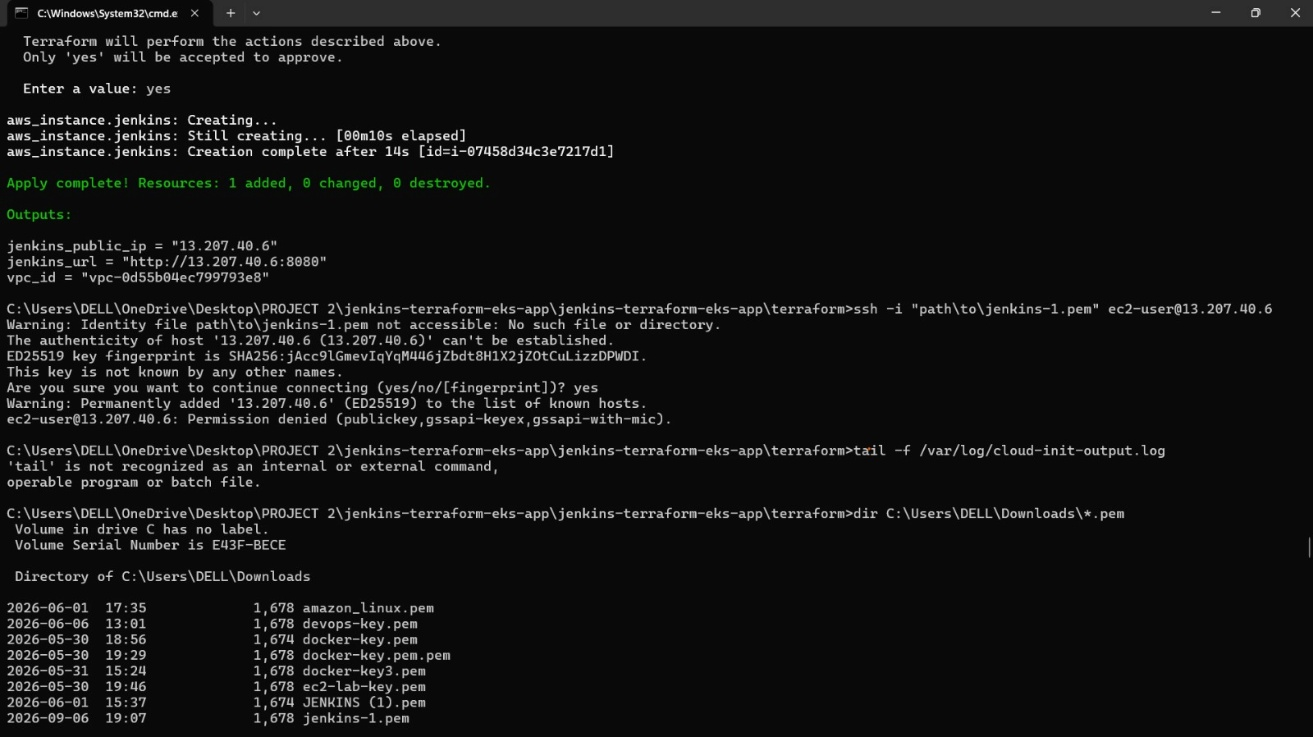 C:\Windows\System32\cmd.e
Terraform will perform the actions described above.
Only 'yes' will be accepted to approve.
Enter a value: yes
aws_instance.jenkins: Creating...
aws_instance.jenkins: Still creating... [00m10s elapsed]
aws_instance.jenkins: Creation complete after 14s [id=i-07458d34c3e7217d1]
Apply complete! Resources: 1 added, 0 changed, 0 destroyed.
Outputs:
jenkins_public_ip = "13.207.40.6"
jenkins_url = "http://13.207.40.6:8080"
vpc_id = "vpc-0d55b04ec799793e8"
C:\Users\DELL\OneDrive\Desktop\PROJECT 2\jenkins-terraform-eks-app\jenkins-terraform-eks-app\terraform>ssh -i "path\to\jenkins-1.pem" ec2-user@13.207.40.6
Warning: Identity file path\to\jenkins-1.pem not accessible: No such file or directory.
The authenticity of host '13.207.40.6 (13.207.40.6)' can't be established.
ED25519 key fingerprint is SHA256:jAcc9lGmevIqYqM446jZbdt8H1X2jZOtCuLizzDPWDI.
This key is not known by any other names.
Are you sure you want to continue connecting (yes/no/[fingerprint])? yes
Warning: Permanently added '13.207.40.6' (ED25519) to the list of known hosts.
ec2-user@13.207.40.6: Permission denied (publickey,gssapi-keyex,gssapi-with-mic).
C:\Users\DELL\OneDrive\Desktop\PROJECT 2\jenkins-terraform-eks-app\jenkins-terraform-eks-app\terraform>tail -f /var/log/cloud-init-output.log
'tail' is not recognized as an internal or external command,
operable program or batch file.
C:\Users\DELL\OneDrive\Desktop\PROJECT 2\jenkins-terraform-eks-app\jenkins-terraform-eks-app\terraform>dir C:\Users\DELL\Downloads\*.pem
Volume in drive C has no label.
Volume Serial Number is E43F-BECE
Directory of C:\Users\DELL\Downloads
2026-06-01 17:35 1,678 amazon_linux.pem
2026-06-06 13:01 1,678 devops-key.pem
2026-05-30 18:56 1,674 docker-key.pem
2026-05-30 19:29 1,678 docker-key.pem.pem
2026-05-31 15:24 1,678 docker-key3.pem
2026-05-30 19:46 1,678 ec2-lab-key.pem
2026-06-01 15:37 1,674 JENKINS (1).pem
2026-09-06 19:07 1,678 jenkins-1.pem